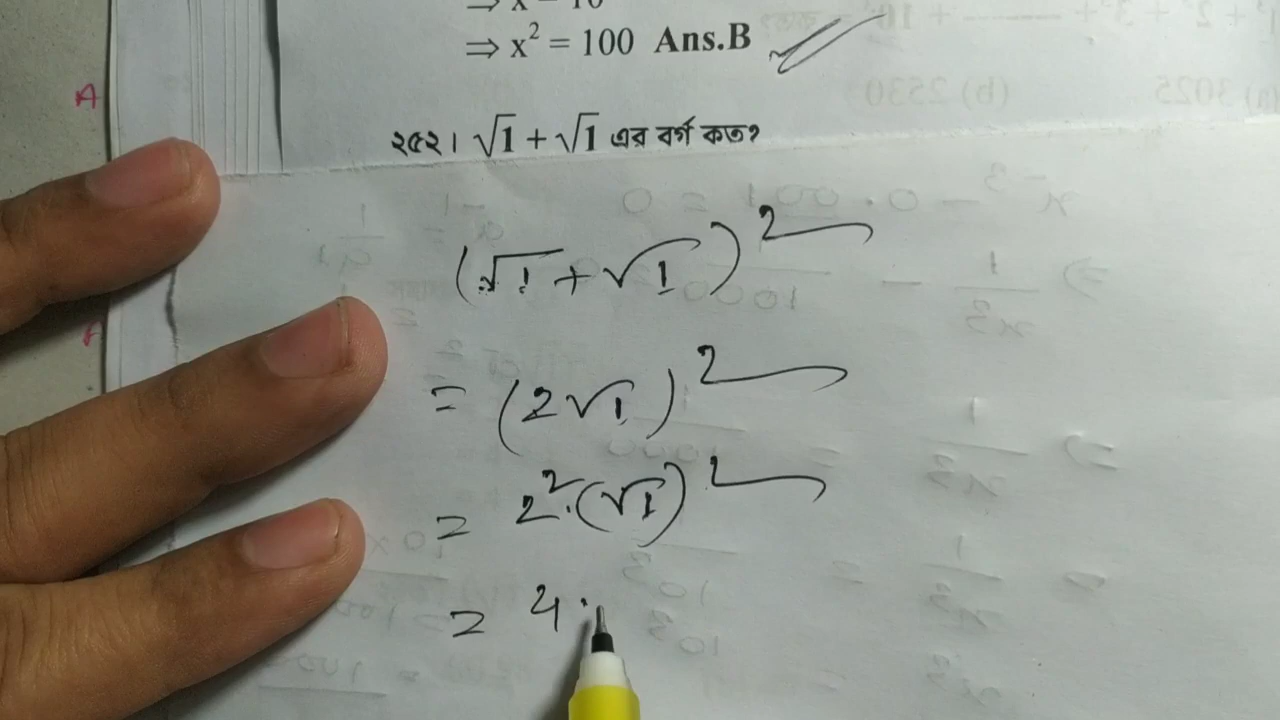 ⇒ x = 10
⇒ x² = 100 Ans.B
২৫২। √1 + √1 এর বর্গ কত?
(√1 + √1)²
= (2√1)²
= 2².(√1)²
= 4.
A